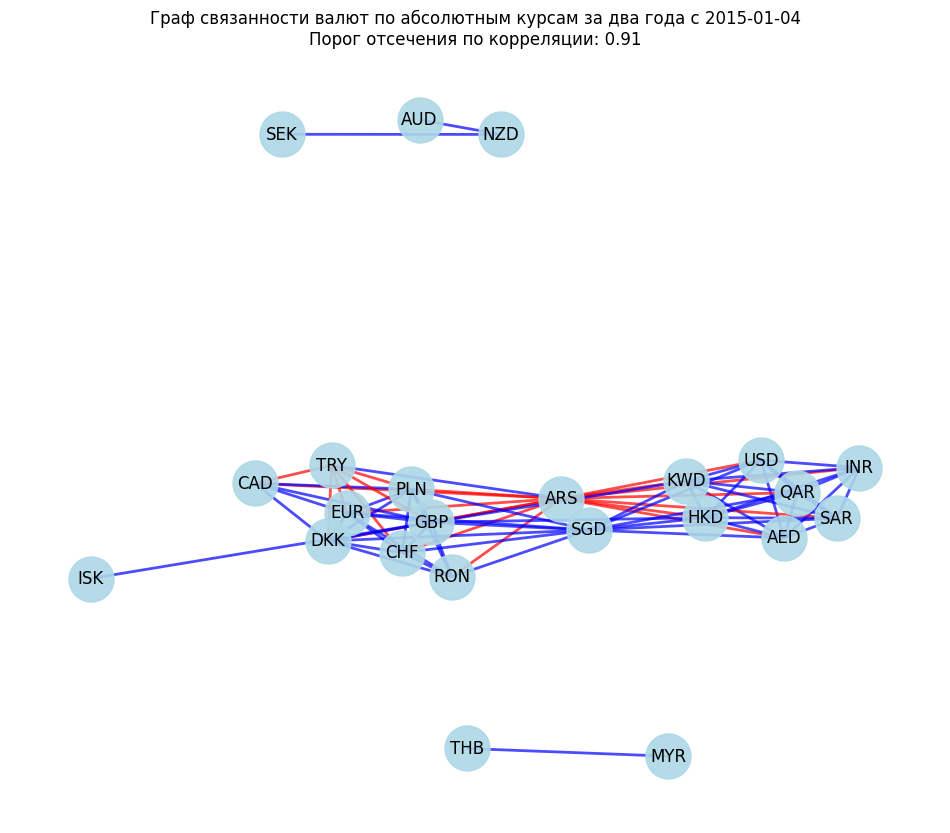 Граф связанности валют по абсолютным курсам за два года с 2015-01-04
Порог отсечения по корреляции: 0.91
AUD
SEK
NZD
TRY
CAD
PLN
EUR
GBP
DKK
CHF
RON
ISK
ARS
SGD
USD
KWD
INR
QAR
HKD
SAR
AED
THB
MYR